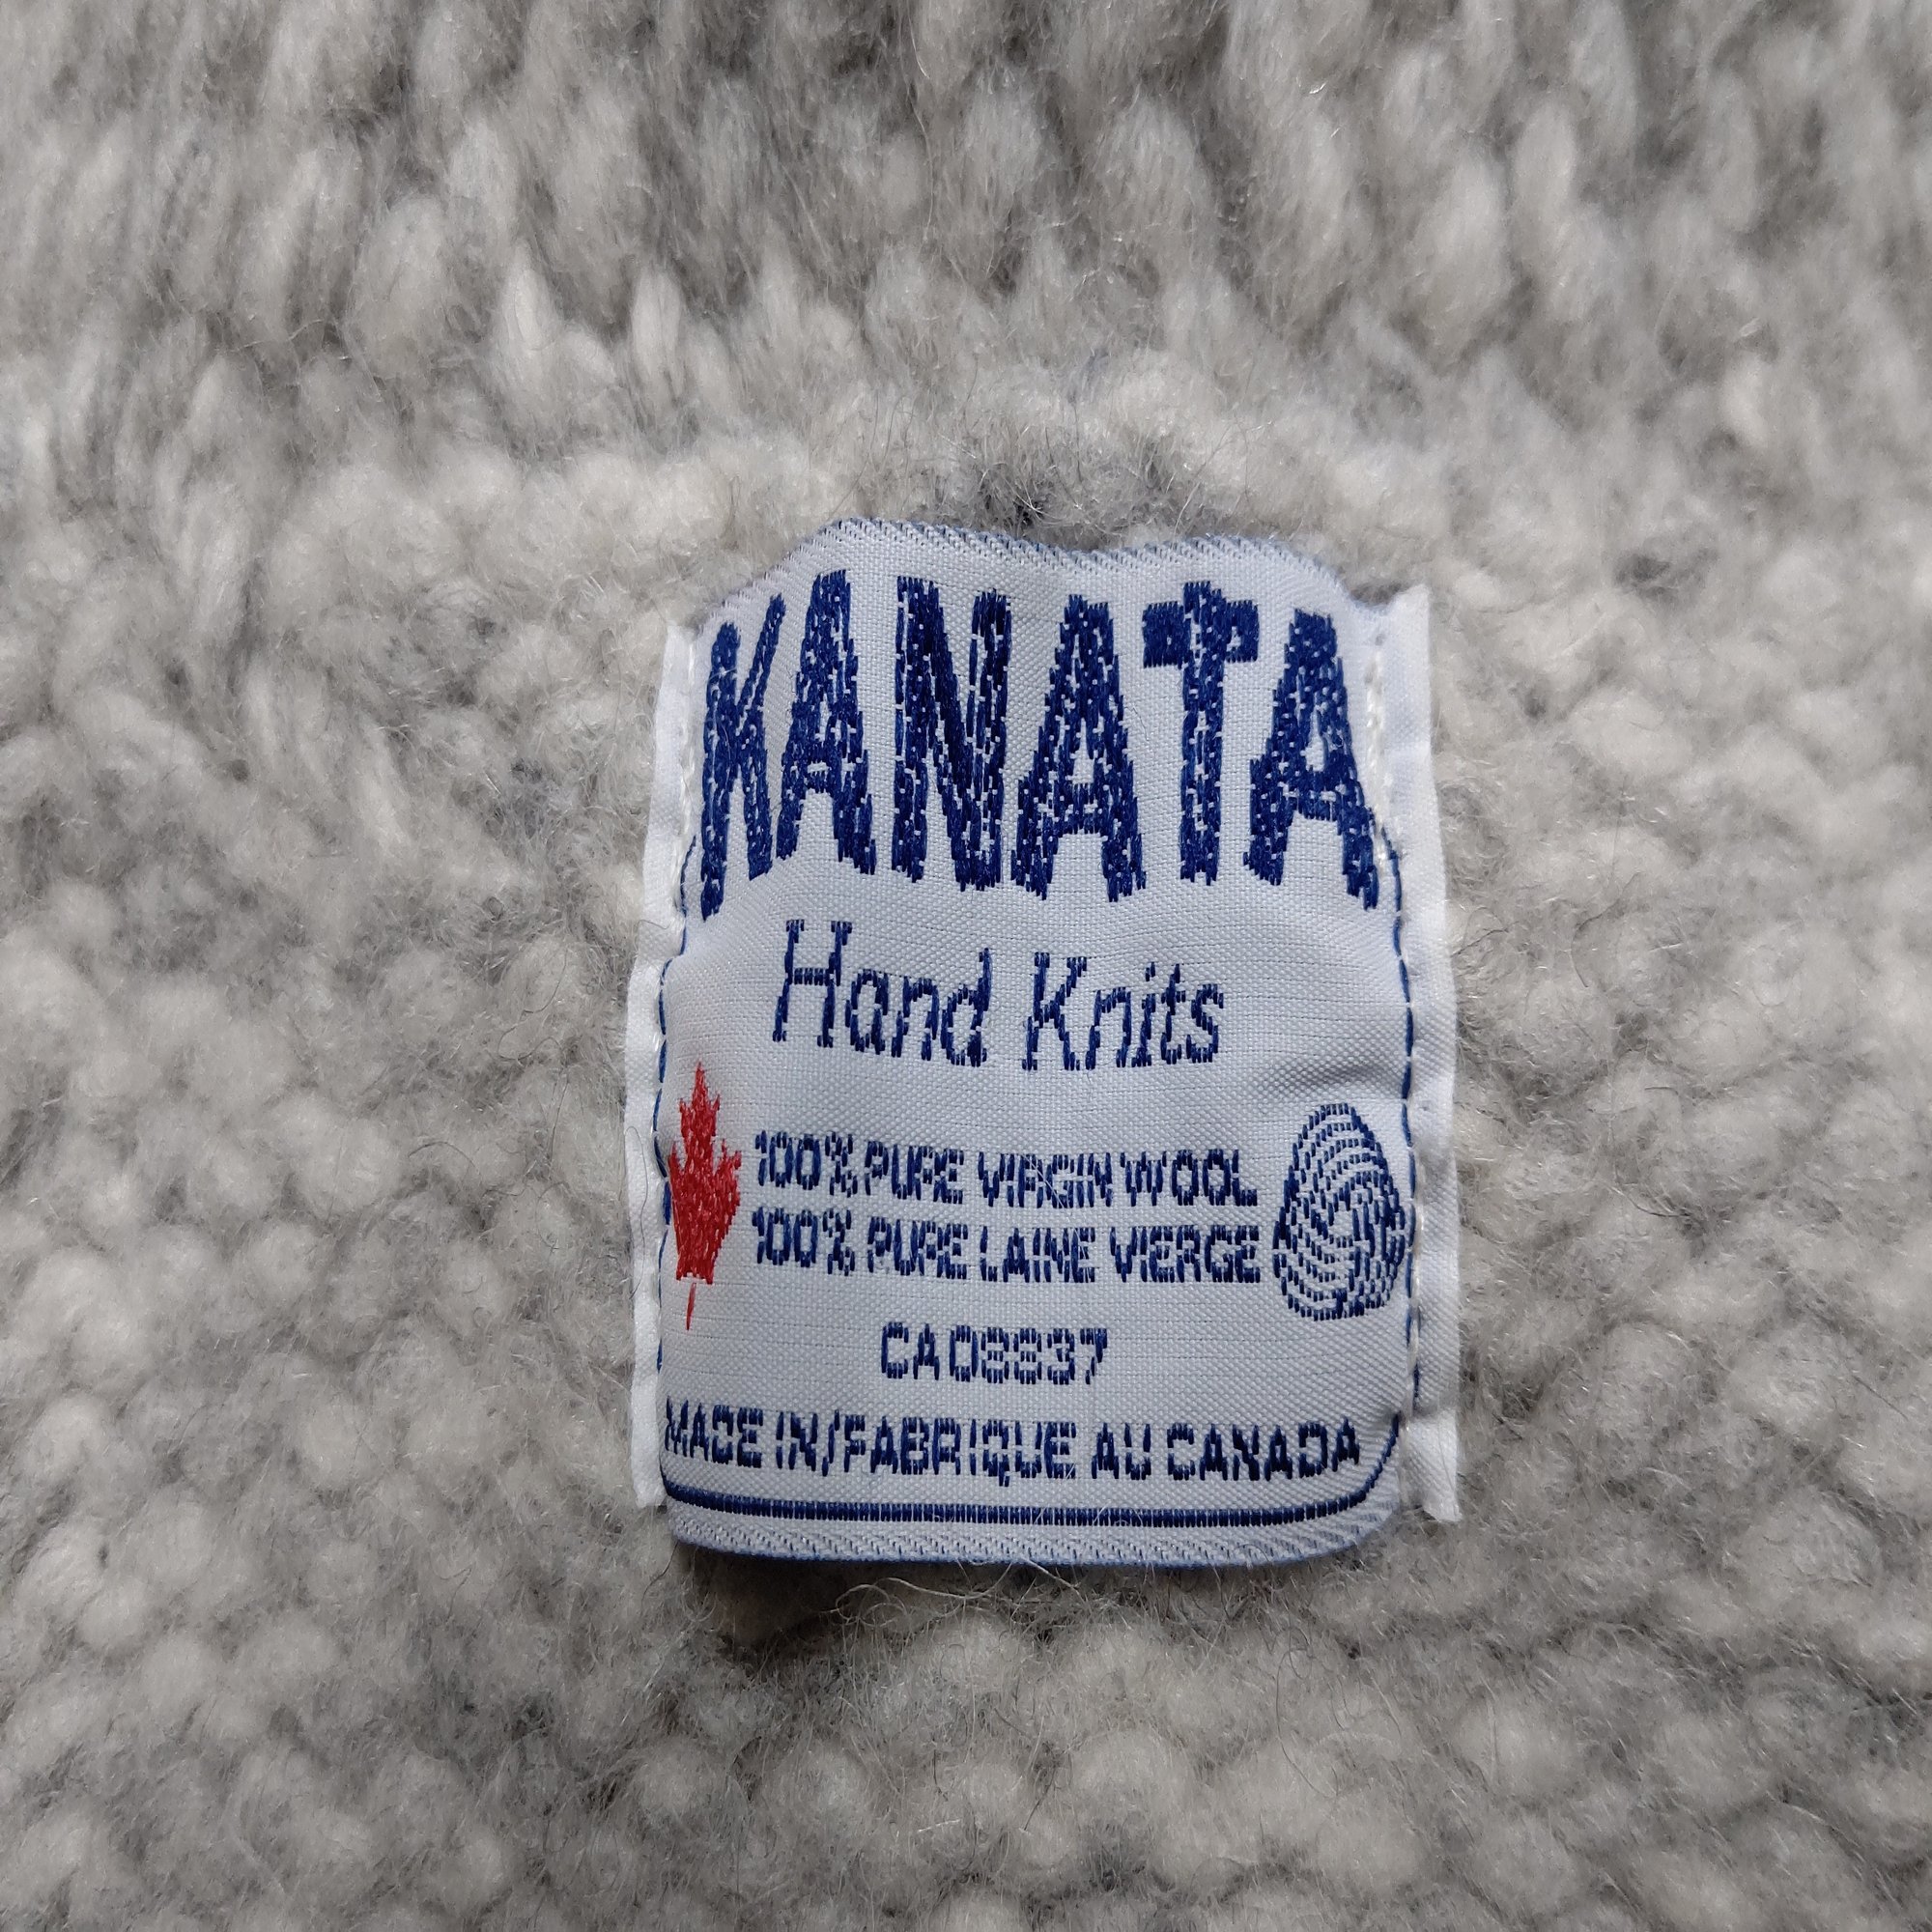 KANATA
Hand Knits
100% PURE VIRGIN WOOL
100% PURE LAINE VIERGE
CA08837
MADE IN/FABRIQUE AU CANADA